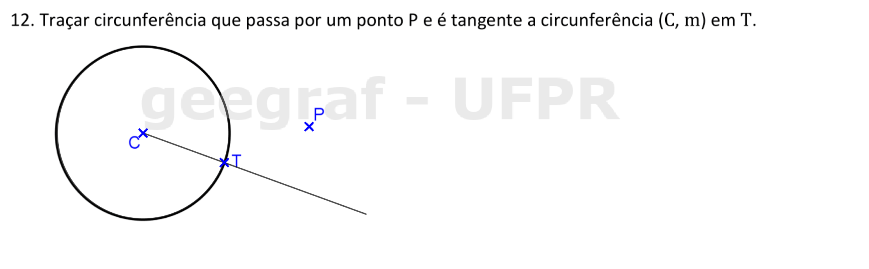 12. Traçar circunferência que passa por um ponto P e é tangente a circunferência (C, m) em T.
geegraf - UFPR
P
C
T